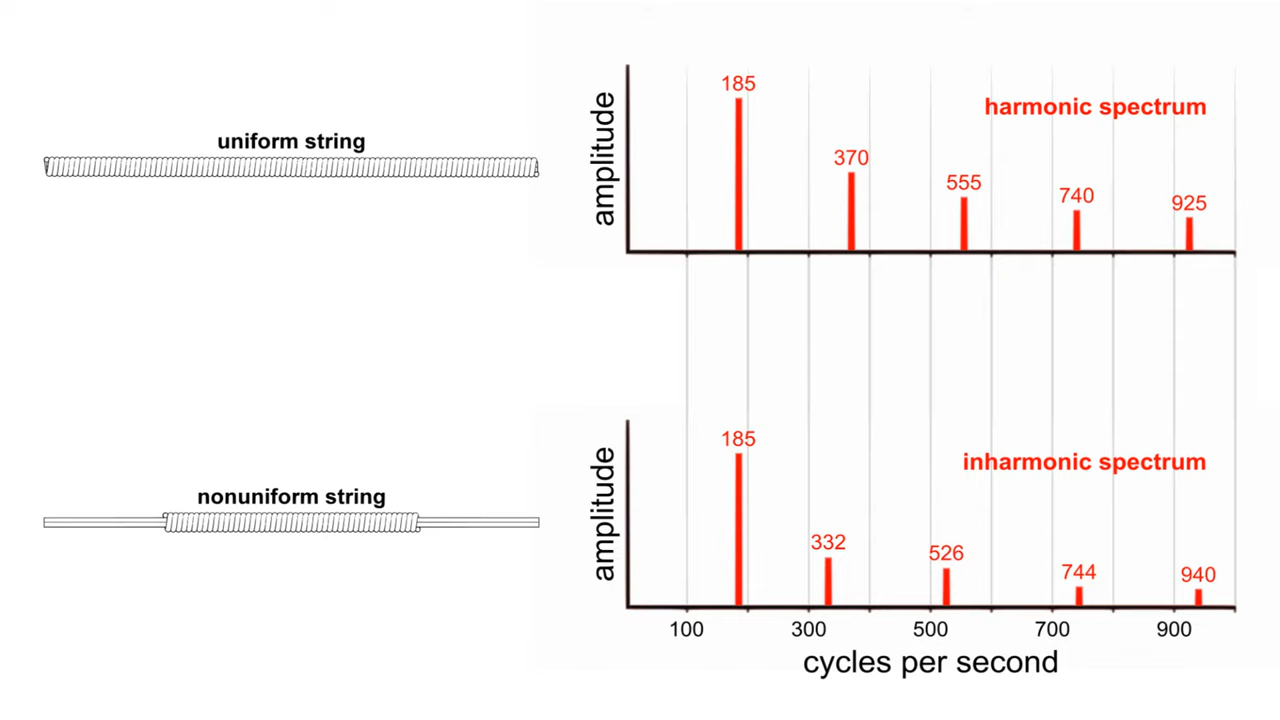 uniform string
amplitude
harmonic spectrum
185
370
555
740
925
nonuniform string
amplitude
inharmonic spectrum
185
332
526
744
940
100 300 500 700 900
cycles per second